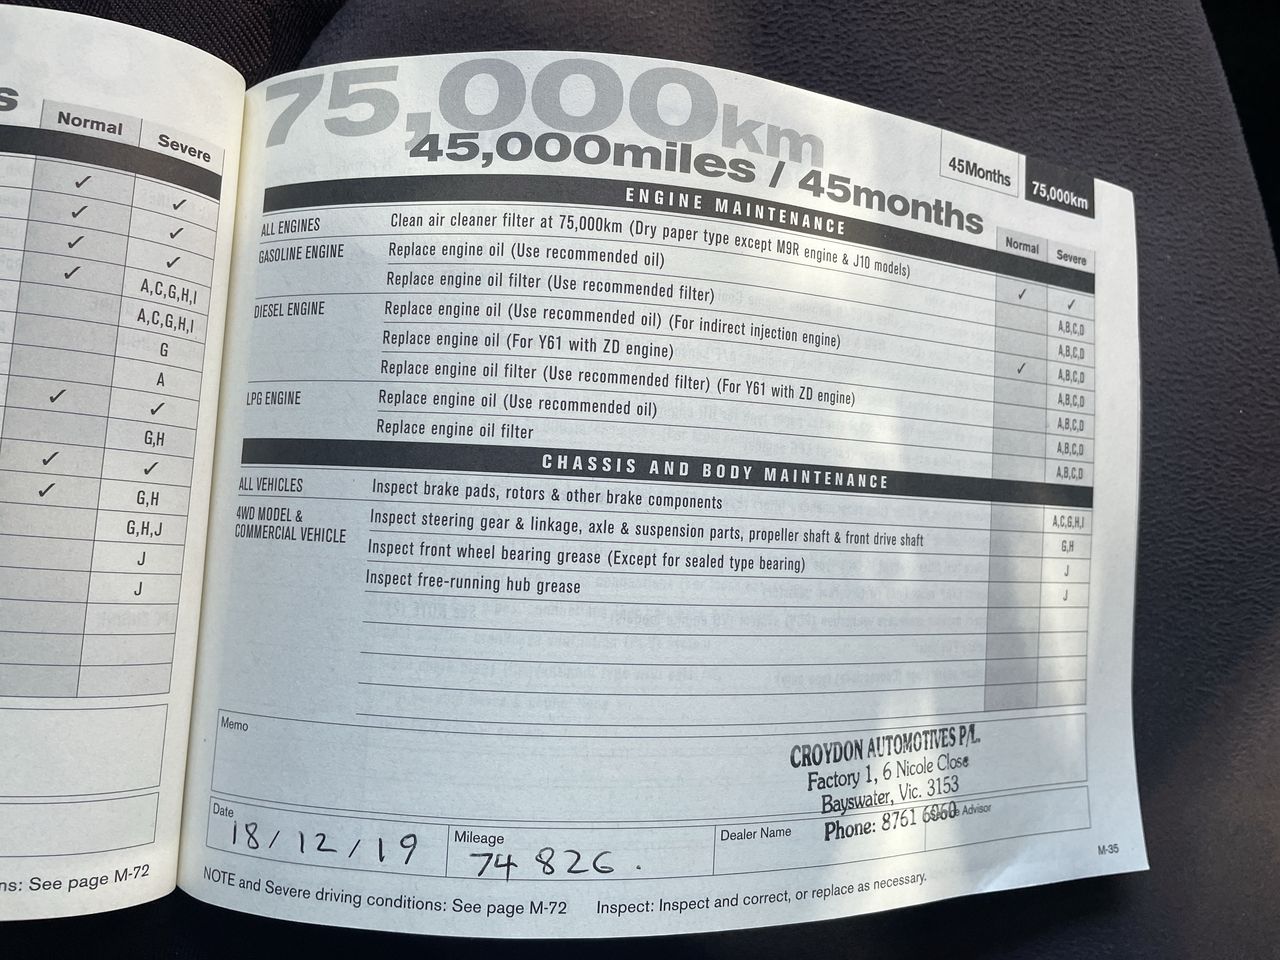 s
Normal
Severe
✓ ✓
✓ ✓
✓ ✓
✓ A,C,G,H,I
A,C,G,H,I
G
A
✓ ✓
G,H
✓ ✓
✓ G,H
G,H,J
J
J
ns: See page M-72
75,000km
45,000miles / 45months
45Months
75,000km
ENGINE MAINTENANCE
Normal
Severe
ALL ENGINES Clean air cleaner filter at 75,000km (Dry paper type except M9R engine & J10 models) ✓ ✓
GASOLINE ENGINE Replace engine oil (Use recommended oil) A,B,C,D
Replace engine oil filter (Use recommended filter) A,B,C,D
DIESEL ENGINE Replace engine oil (Use recommended oil) (For indirect injection engine) ✓ A,B,C,D
Replace engine oil (For Y61 with ZD engine) A,B,C,D
Replace engine oil filter (Use recommended filter) (For Y61 with ZD engine) A,B,C,D
LPG ENGINE Replace engine oil (Use recommended oil) A,B,C,D
Replace engine oil filter A,B,C,D
CHASSIS AND BODY MAINTENANCE
ALL VEHICLES Inspect brake pads, rotors & other brake components A,C,G,H,I
4WD MODEL & COMMERCIAL VEHICLE Inspect steering gear & linkage, axle & suspension parts, propeller shaft & front drive shaft G,H
Inspect front wheel bearing grease (Except for sealed type bearing) J
Inspect free-running hub grease J
Memo
CROYDON AUTOMOTIVES P/L.
Factory 1, 6 Nicole Close
Bayswater, Vic. 3153
Phone: 8761 6060
Date
18/12/19
Mileage
74 826.
Dealer Name
Advisor
M-35
NOTE and Severe driving conditions: See page M-72 Inspect: Inspect and correct, or replace as necessary.